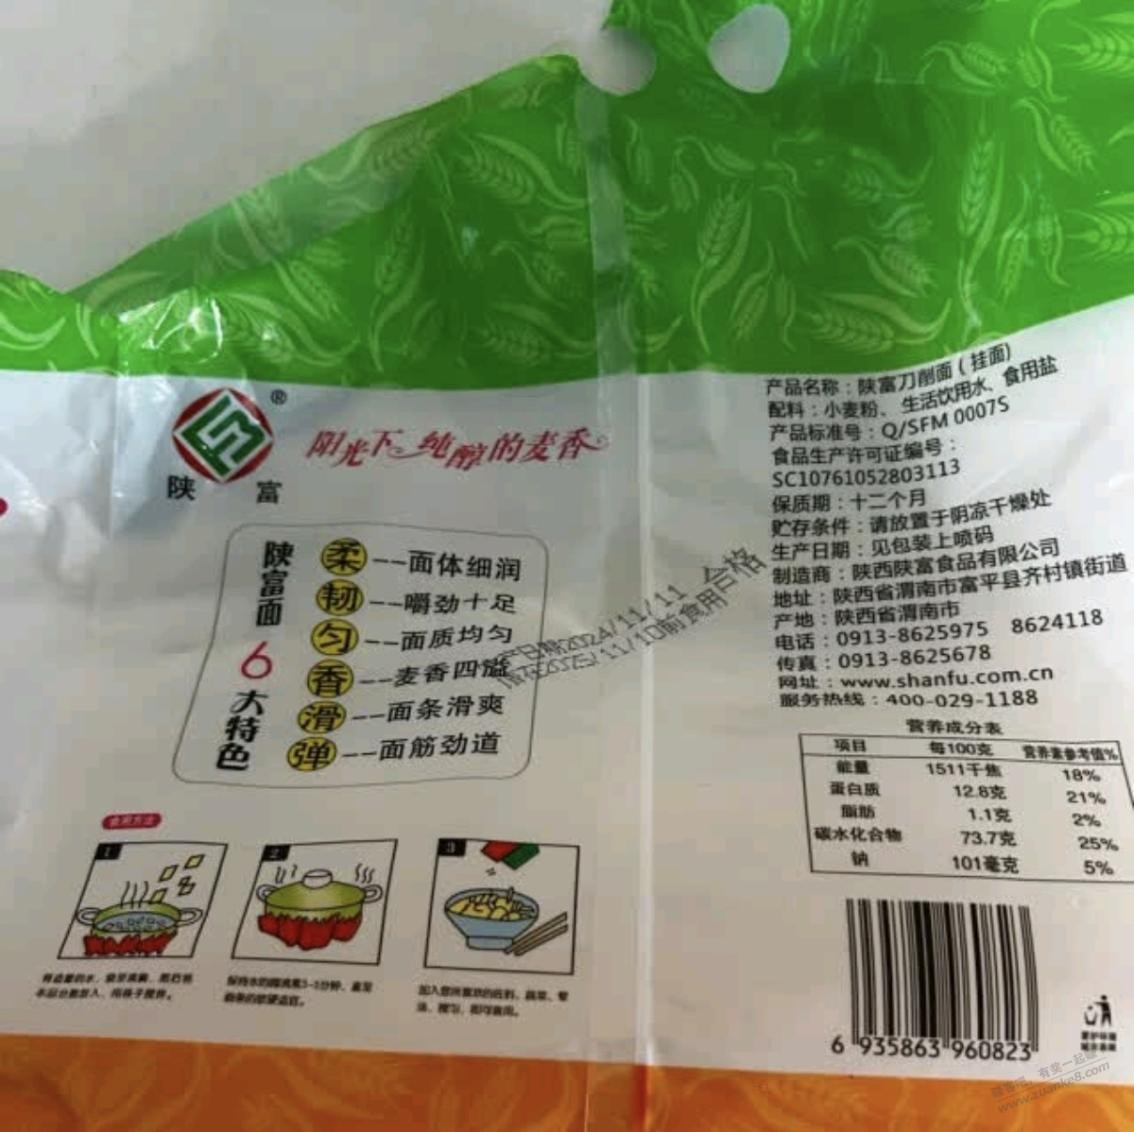 ®
陕 富
阳光下 纯醇的麦香
陕富面6大特色
柔--面体细润
韧--嚼劲十足
匀--面质均匀
香--麦香四溢
滑--面条滑爽
弹--面筋劲道
产日期2024/11/11 合格
请在2025/11/10前食用
产品名称：陕富刀削面（挂面）
配料：小麦粉、生活饮用水、食用盐
产品标准号：Q/SFM 0007S
食品生产许可证编号：
SC10761052803113
保质期：十二个月
贮存条件：请放置于阴凉干燥处
生产日期：见包装上喷码
制造商：陕西陕富食品有限公司
地址：陕西省渭南市富平县齐村镇街道
产地：陕西省渭南市
电话：0913-8625975 8624118
传真：0913-8625678
网址：www.shanfu.com.cn
服务热线：400-029-1188
营养成分表
项目 每100克 营养素参考值%
能量 1511千焦 18%
蛋白质 12.8克 21%
脂肪 1.1克 2%
碳水化合物 73.7克 25%
钠 101毫克 5%
食用方法
1
2
3
6 935863 960823
www.zuanke8.com